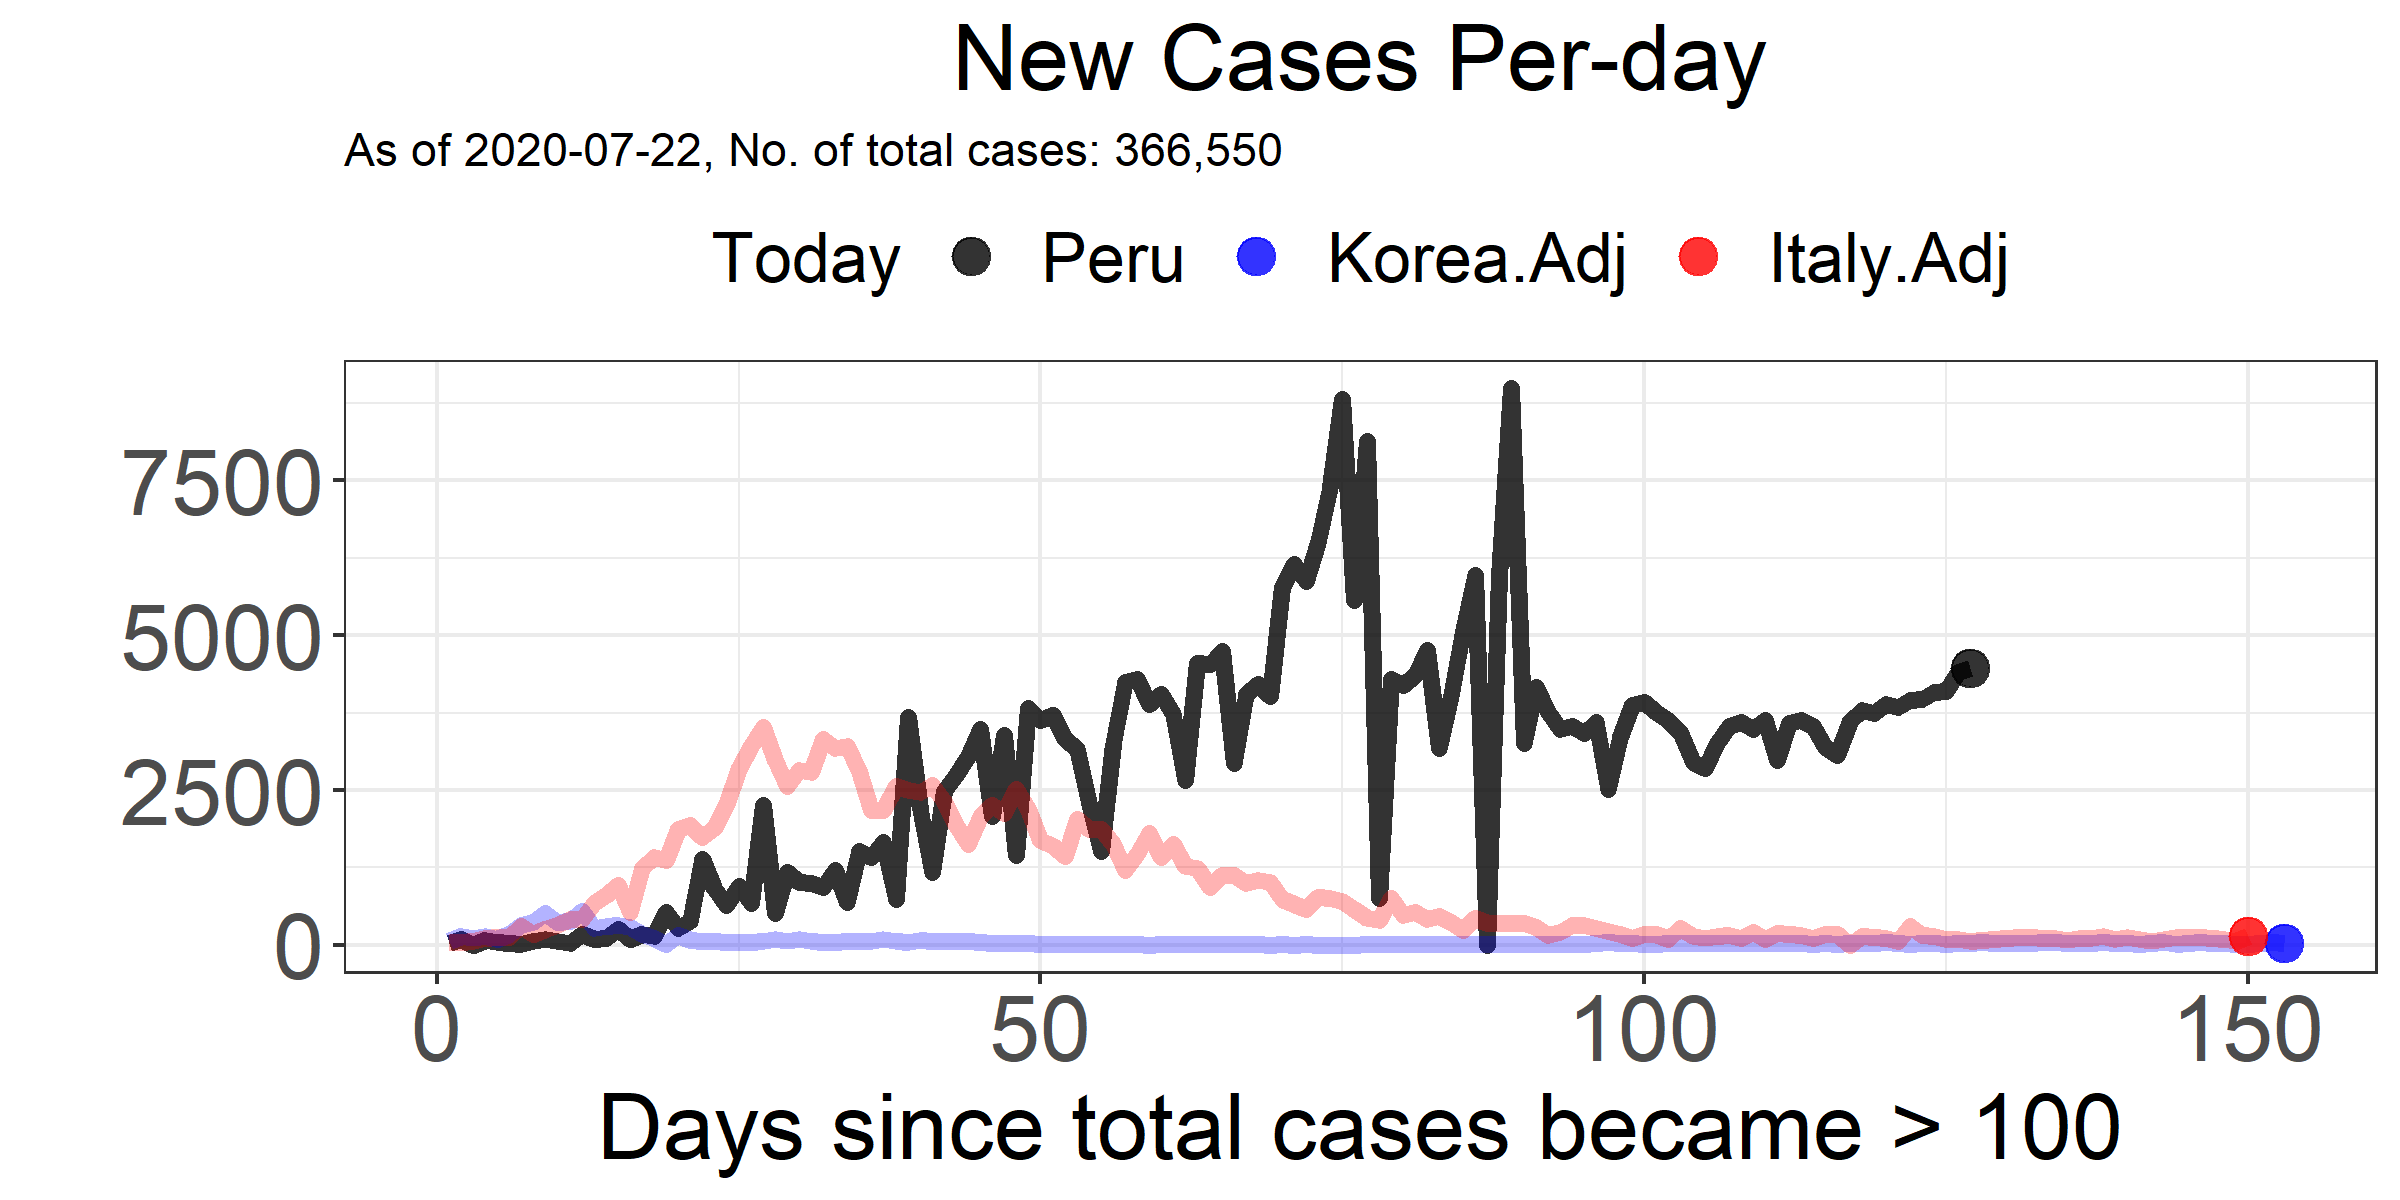 New Cases Per-day
As of 2020-07-22, No. of total cases: 366,550
Today Peru Korea.Adj Italy.Adj
7500
5000
2500
0
0 50 100 150
Days since total cases became > 100